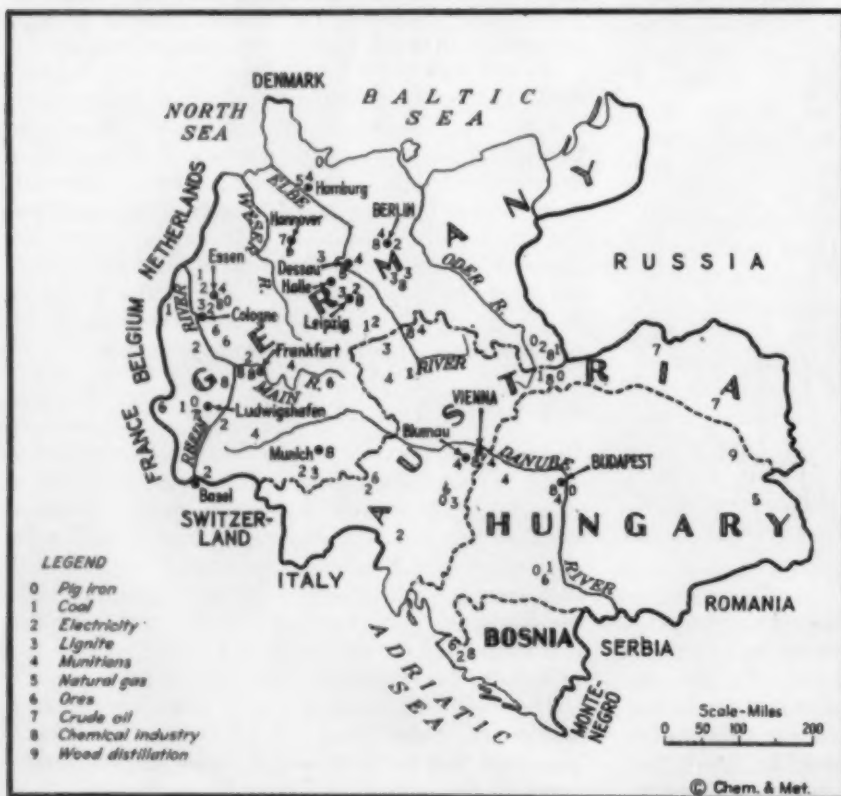 DENMARK
BALTIC
SEA
NORTH
SEA
NETHERLANDS
BELGIUM
FRANCE
GERMANY
RUSSIA
ELBE
Hamburg
WESER
R.
Hannover
BERLIN
Essen
Dessau
Halle
Leipzig
ODER R.
RIVER
Cologne
Frankfurt
MAIN
R.
RIVER
AUSTRIA
VIENNA
Ludwigshafen
RHEIN
Blumau
Munich
DANUBE
BUDAPEST
Basel
SWITZER-
LAND
HUNGARY
ITALY
RIVER
ROMANIA
BOSNIA
SERBIA
ADRIATIC
SEA
MONTE-
NEGRO
LEGEND
0 Pig iron
1 Coal
2 Electricity
3 Lignite
4 Munitions
5 Natural gas
6 Ores
7 Crude oil
8 Chemical industry
9 Wood distillation
Scale-Miles
0 50 100 200
© Chem. & Met.